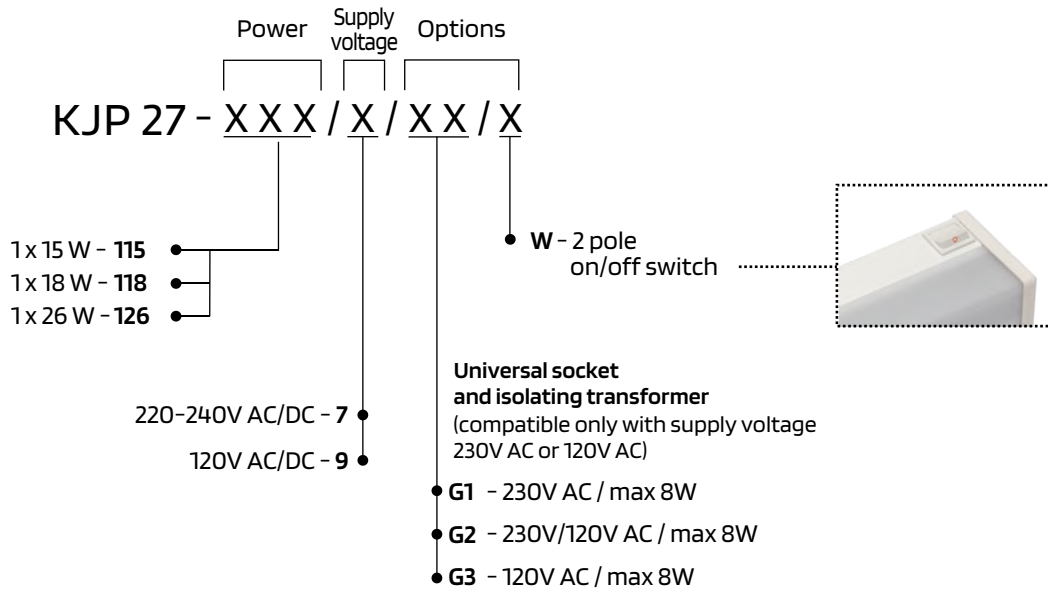 Power
Supply
voltage
Options
KJP 27 - X X X / X / X X / X
1 x 15 W - 115
1 x 18 W - 118
1 x 26 W - 126
W - 2 pole
on/off switch
220-240V AC/DC - 7
120V AC/DC - 9
Universal socket
and isolating transformer
(compatible only with supply voltage
230V AC or 120V AC)
G1 - 230V AC / max 8W
G2 - 230V/120V AC / max 8W
G3 - 120V AC / max 8W